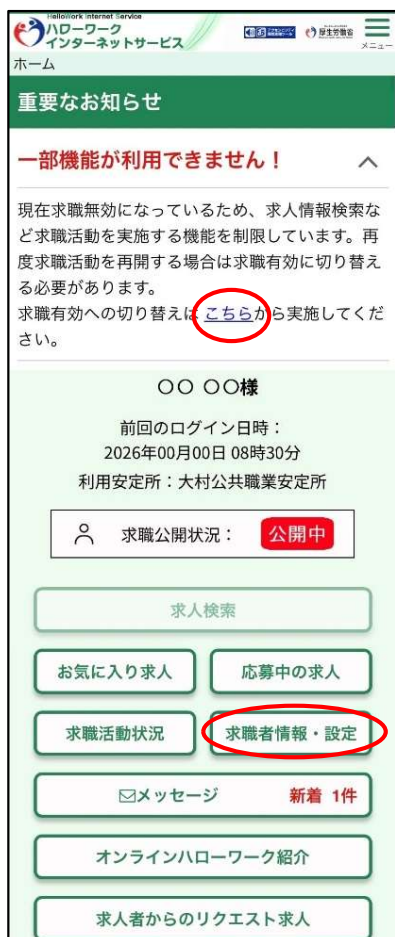 HelloWork Internet Service
ハローワーク
インターネットサービス
厚生労働省
メニュー
ホーム
重要なお知らせ
一部機能が利用できません！
現在求職無効になっているため、求人情報検索な
ど求職活動を実施する機能を制限しています。再
度求職活動を再開する場合は求職有効に切り替え
る必要があります。
求職有効への切り替えは こちらから実施してくだ
さい。
〇〇 〇〇様
前回のログイン日時：
2026年00月00日 08時30分
利用安定所：大村公共職業安定所
求職公開状況： 公開中
求人検索
お気に入り求人 応募中の求人
求職活動状況 求職者情報・設定
メッセージ 新着 1件
オンラインハローワーク紹介
求人者からのリクエスト求人